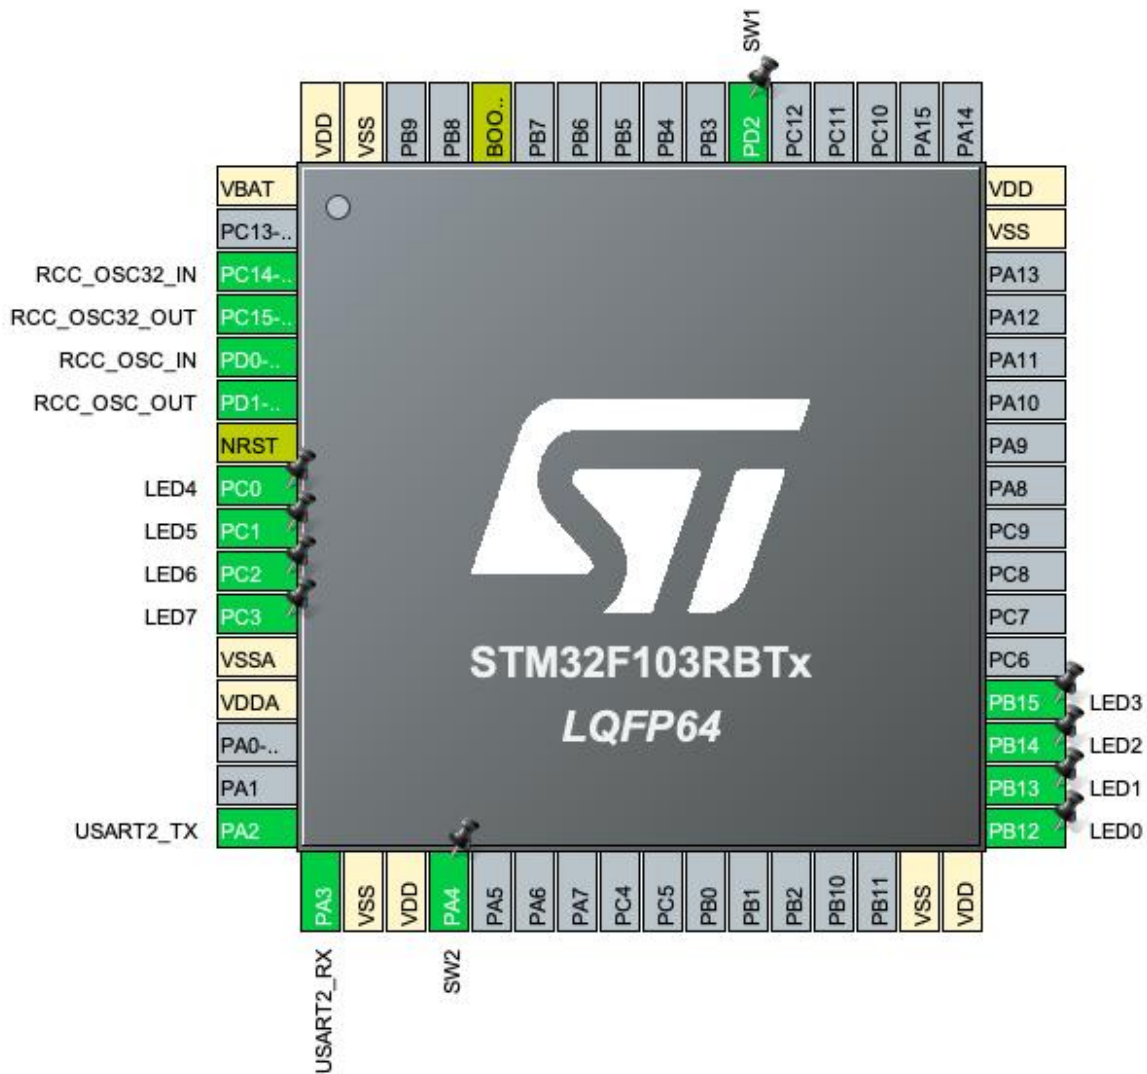 SW1
VDD
VSS
PB9
PB8
BOO..
PB7
PB6
PB5
PB4
PB3
PD2
PC12
PC11
PC10
PA15
PA14
VBAT
PC13-..
RCC_OSC32_IN PC14-..
RCC_OSC32_OUT PC15-..
RCC_OSC_IN PD0-..
RCC_OSC_OUT PD1-..
NRST
LED4 PC0
LED5 PC1
LED6 PC2
LED7 PC3
VSSA
VDDA
PA0-..
PA1
USART2_TX PA2
ST
STM32F103RBTx
LQFP64
VDD
VSS
PA13
PA12
PA11
PA10
PA9
PA8
PC9
PC8
PC7
PC6
PB15 LED3
PB14 LED2
PB13 LED1
PB12 LED0
PA3
VSS
VDD
PA4
PA5
PA6
PA7
PC4
PC5
PB0
PB1
PB2
PB10
PB11
VSS
VDD
USART2_RX
SW2